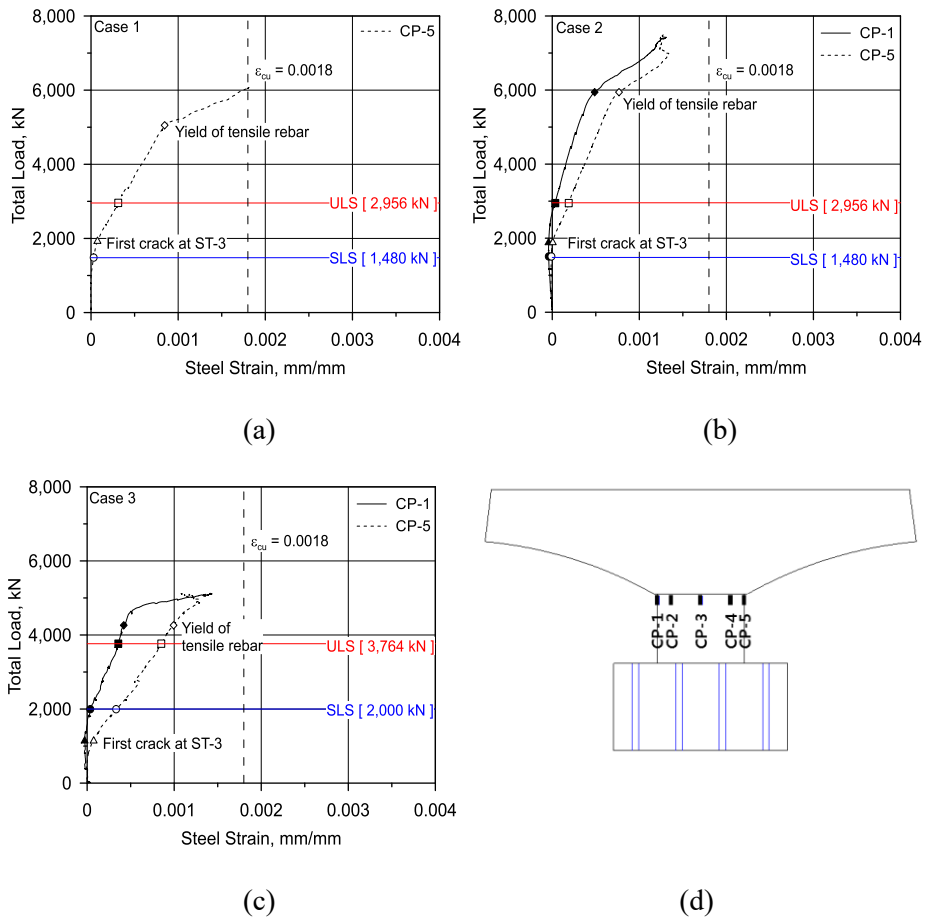 Case 1
CP-5
εcu = 0.0018
Yield of tensile rebar
ULS [ 2,956 kN ]
First crack at ST-3
SLS [ 1,480 kN ]
8,000
6,000
4,000
2,000
0
Total Load, kN
0 0.001 0.002 0.003 0.004
Steel Strain, mm/mm
(a)
Case 2
CP-1
CP-5
εcu = 0.0018
Yield of tensile rebar
ULS [ 2,956 kN ]
First crack at ST-3
SLS [ 1,480 kN ]
8,000
6,000
4,000
2,000
0
Total Load, kN
0 0.001 0.002 0.003 0.004
Steel Strain, mm/mm
(b)
Case 3
CP-1
CP-5
εcu = 0.0018
Yield of
tensile rebar
ULS [ 3,764 kN ]
SLS [ 2,000 kN ]
First crack at ST-3
8,000
6,000
4,000
2,000
0
Total Load, kN
0 0.001 0.002 0.003 0.004
Steel Strain, mm/mm
(c)
CP-1
CP-2
CP-3
CP-4
CP-5
(d)